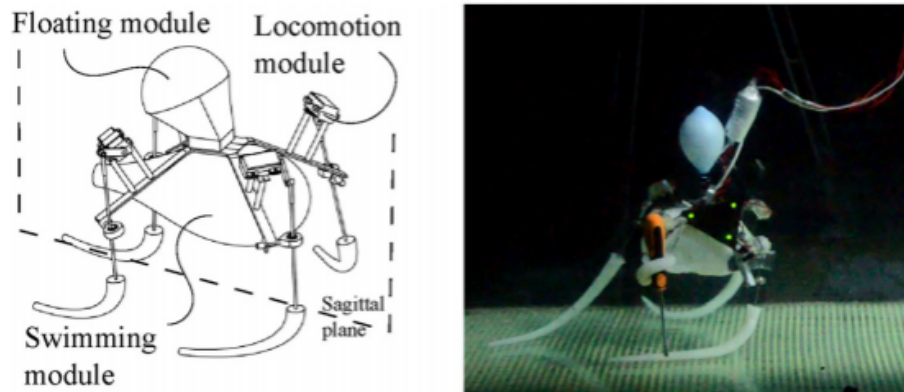 Floating module
Locomotion
module
Sagittal
plane
Swimming
module